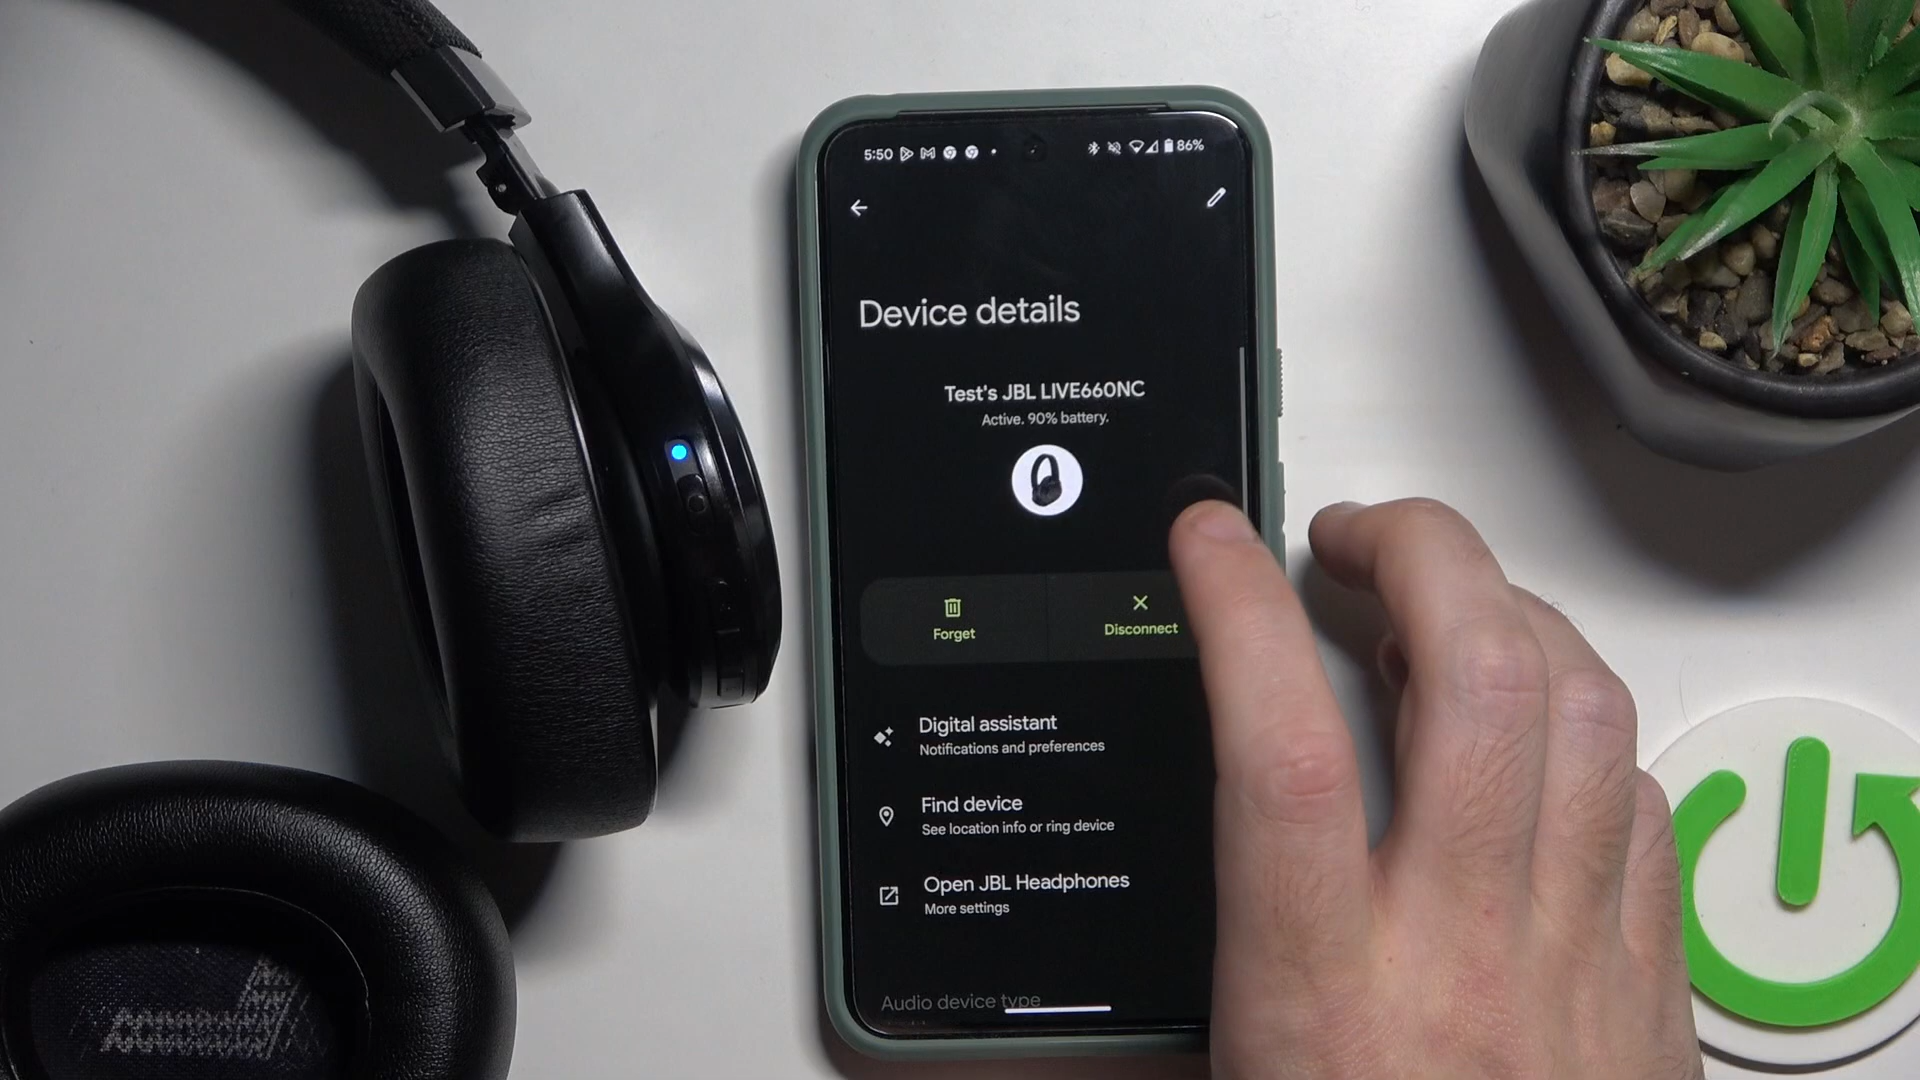 5:50
86%
Device details
Test's JBL LIVE660NC
Active. 90% battery.
Forget
Disconnect
Digital assistant
Notifications and preferences
Find device
See location info or ring device
Open JBL Headphones
More settings
Audio device type